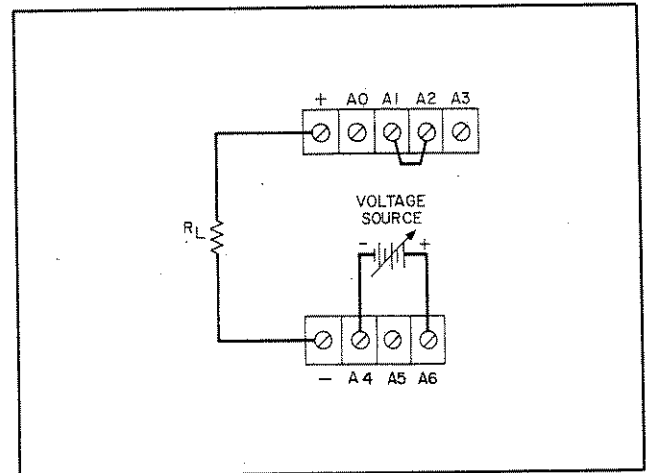 + A0 A1 A2 A3
VOLTAGE
SOURCE
- +
RL
- A4 A5 A6